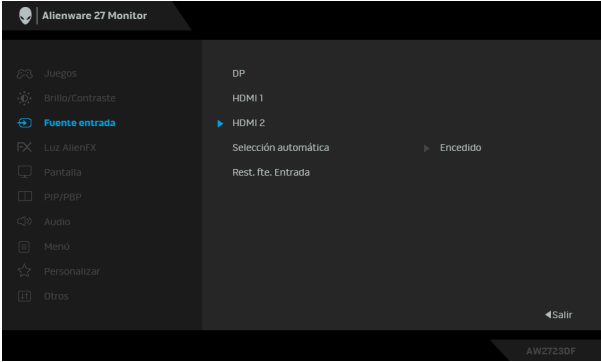 Alienware 27 Monitor
Juegos
DP
Brillo/Contraste
HDMI 1
Fuente entrada
HDMI 2
Luz AlienFX
Selección automática
Encedido
Pantalla
Rest. fte. Entrada
PIP/PBP
Audio
Menú
Personalizar
Otros
Salir
AW2723DF